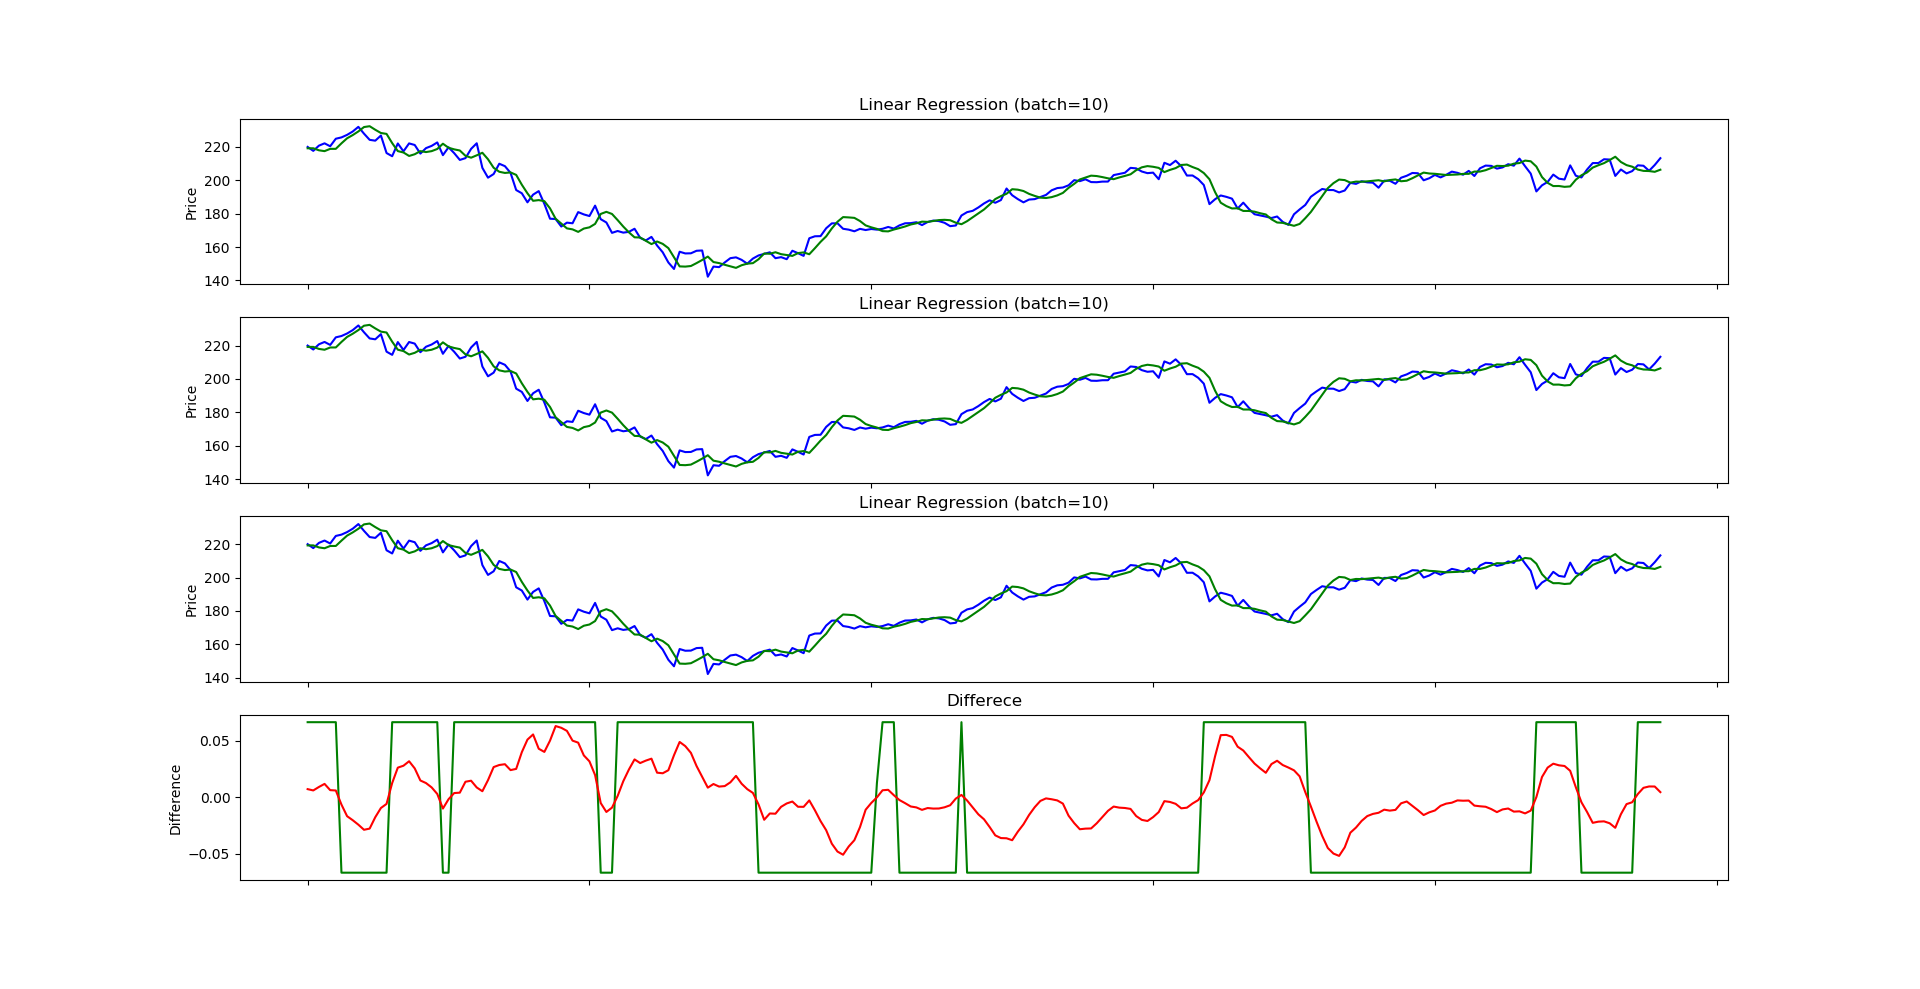 Linear Regression (batch=10)
Price
220
200
180
160
140
Linear Regression (batch=10)
Price
220
200
180
160
140
Linear Regression (batch=10)
Price
220
200
180
160
140
Differece
Difference
0.05
0.00
−0.05